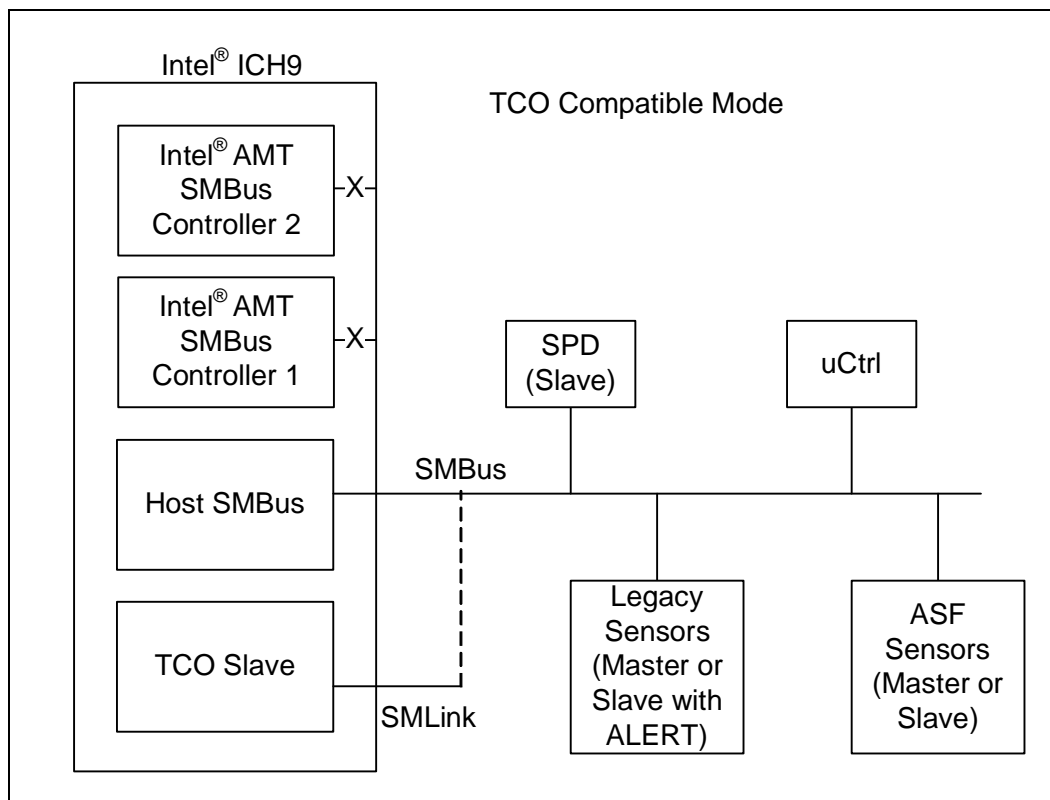 Intel® ICH9
TCO Compatible Mode
Intel® AMT
SMBus
Controller 2
X
Intel® AMT
SMBus
Controller 1
X
SPD
(Slave)
uCtrl
SMBus
Host SMBus
Legacy
Sensors
(Master or
Slave with
ALERT)
ASF
Sensors
(Master or
Slave)
TCO Slave
SMLink